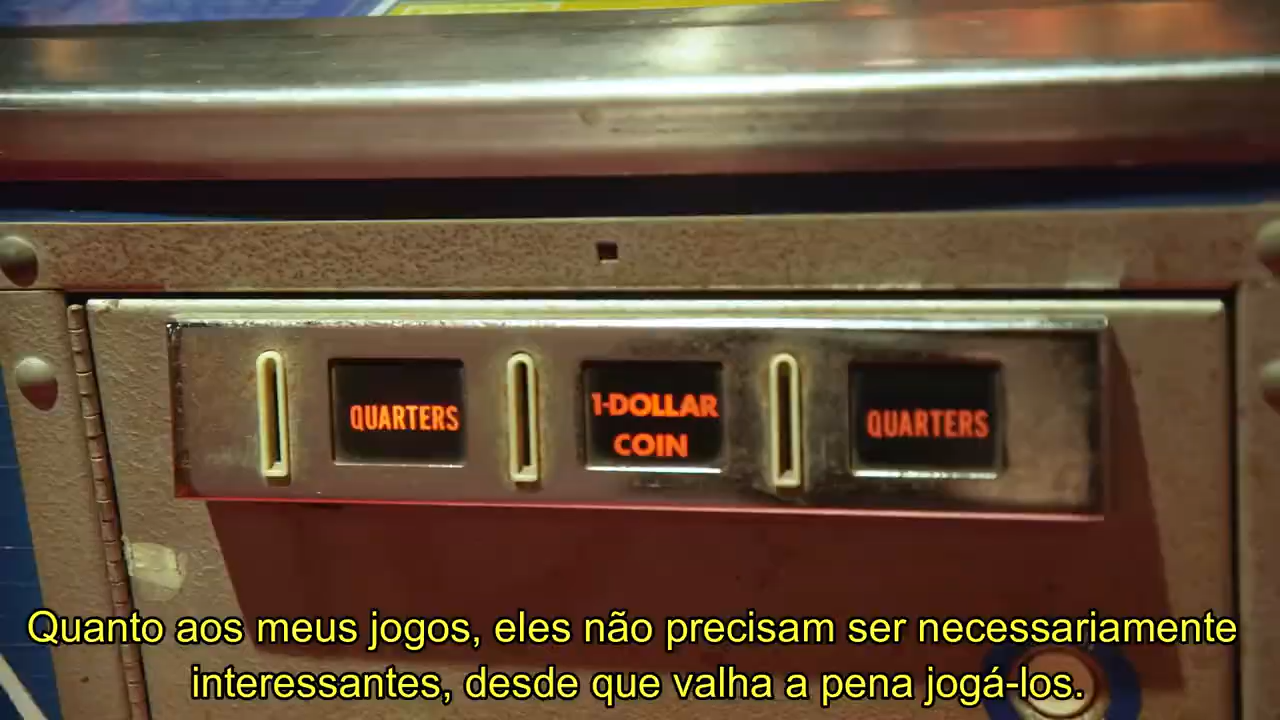 QUARTERS
1-DOLLAR
COIN
QUARTERS
Quanto aos meus jogos, eles não precisam ser necessariamente
interessantes, desde que valha a pena jogá-los.